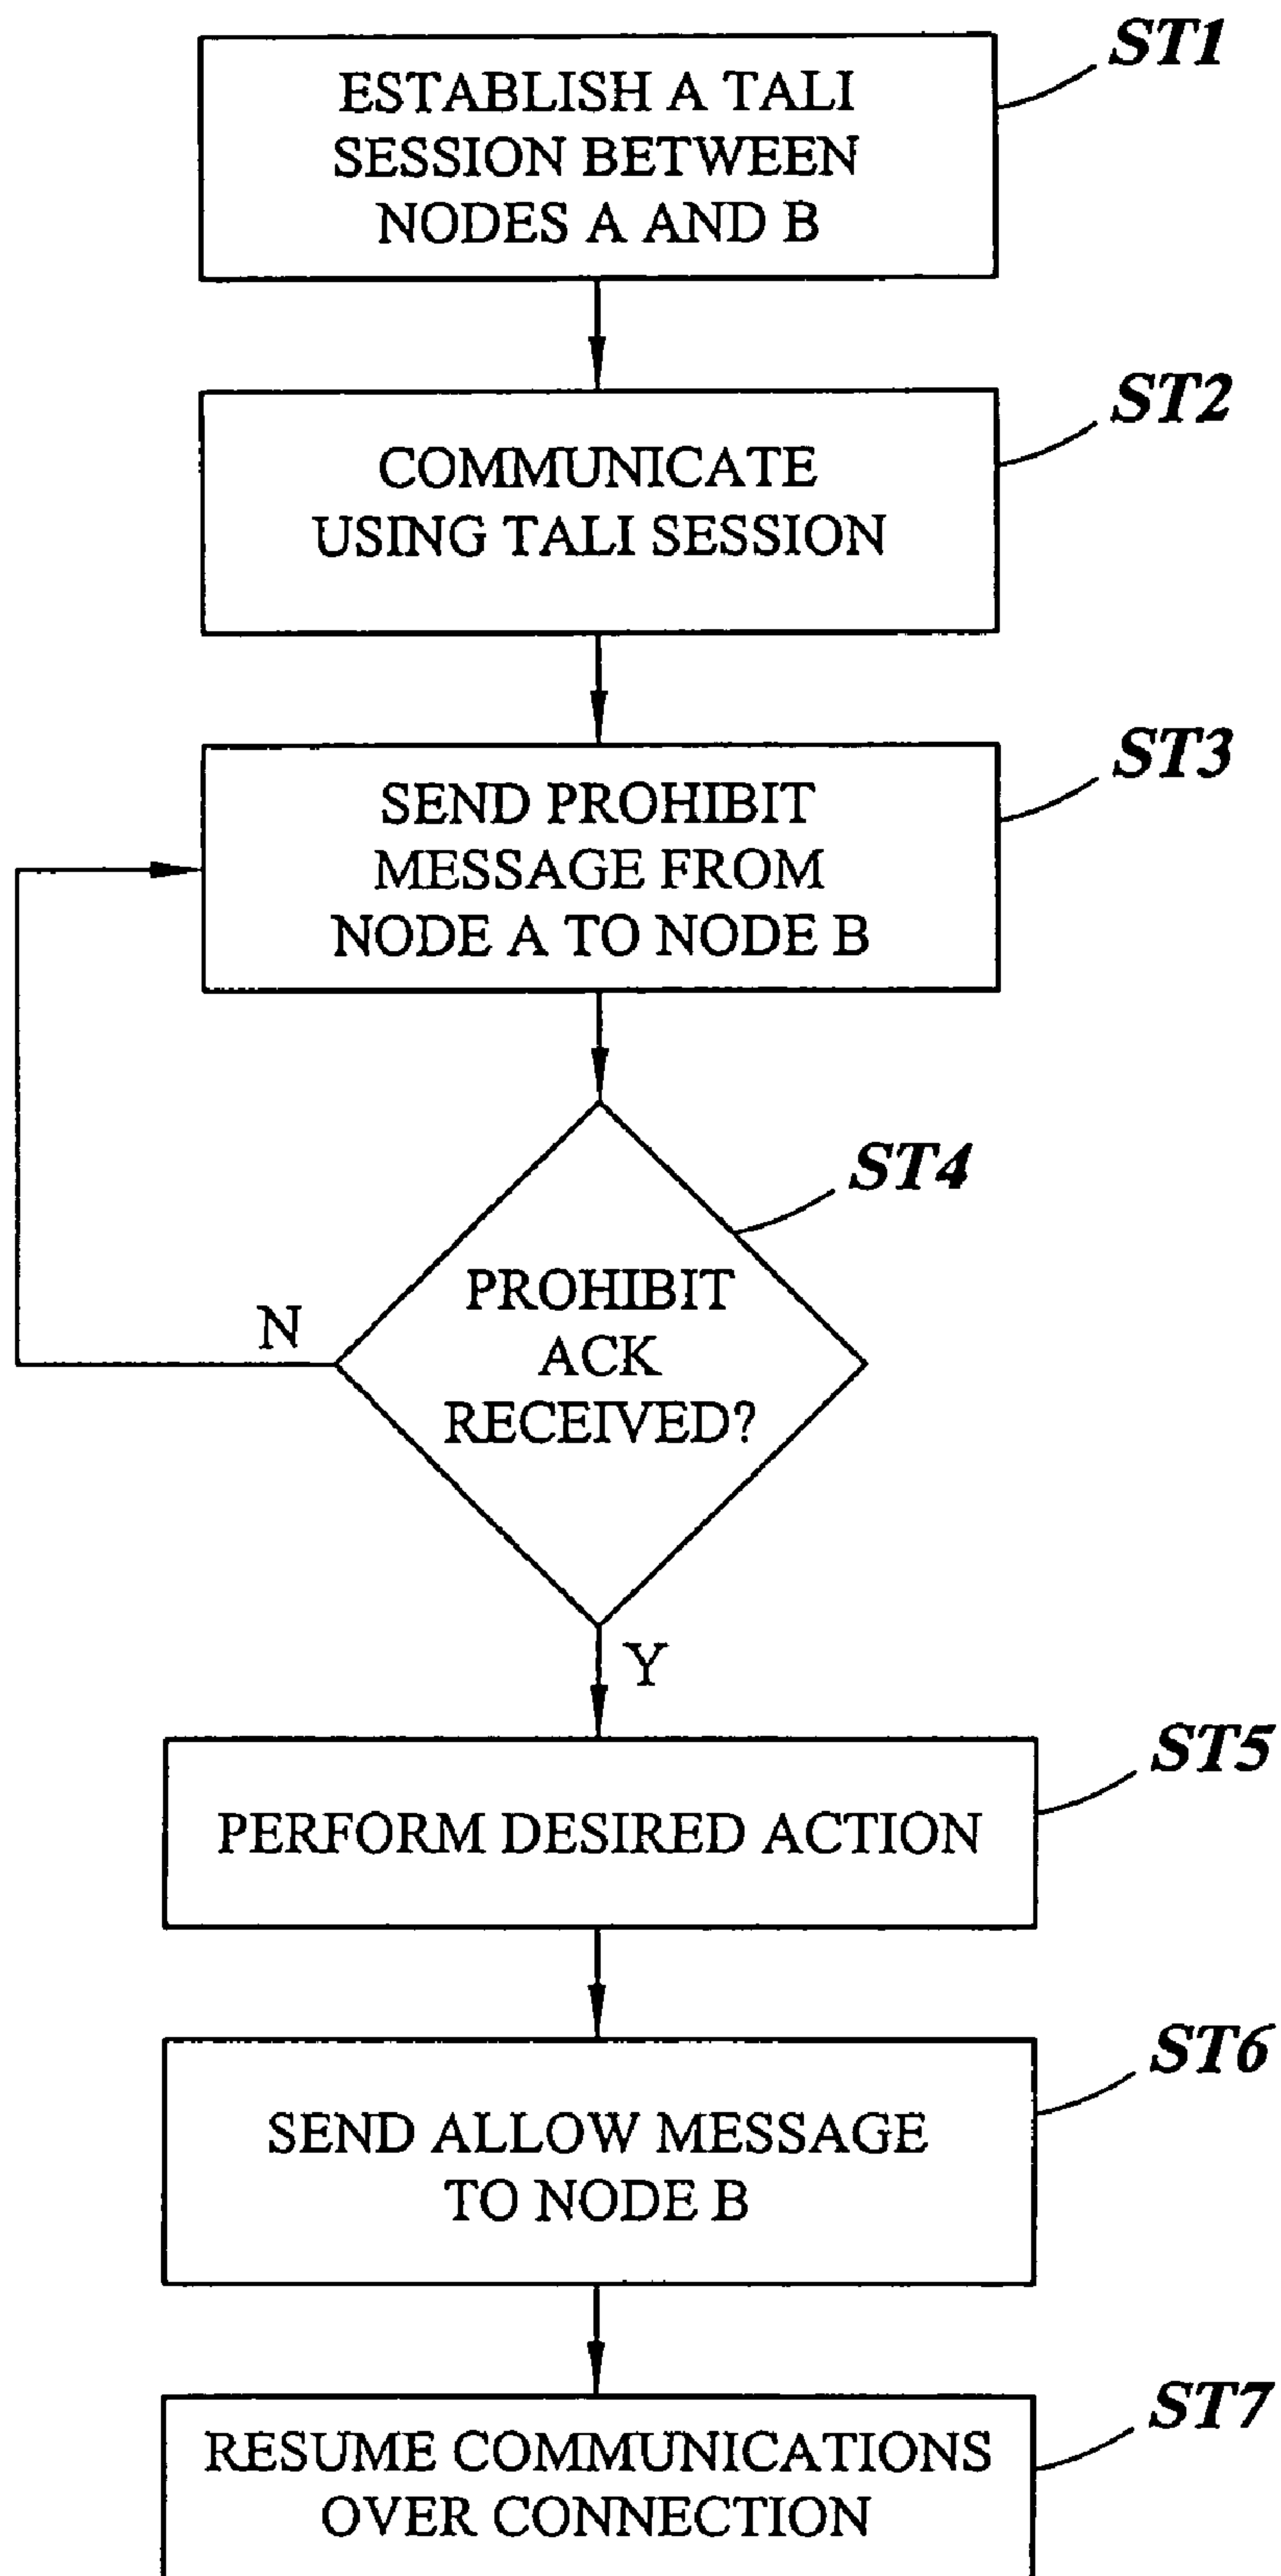 ST1
ESTABLISH A TALI
SESSION BETWEEN
NODES A AND B
ST2
COMMUNICATE
USING TALI SESSION
ST3
SEND PROHIBIT
MESSAGE FROM
NODE A TO NODE B
ST4
PROHIBIT
ACK
RECEIVED?
N
Y
ST5
PERFORM DESIRED ACTION
ST6
SEND ALLOW MESSAGE
TO NODE B
ST7
RESUME COMMUNICATIONS
OVER CONNECTION